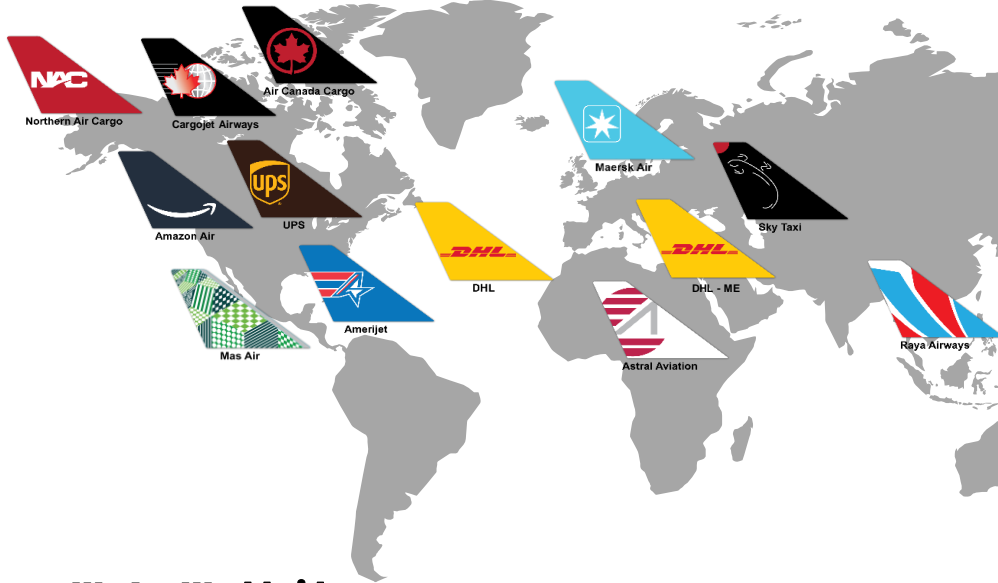 Air Canada Cargo
NAC
Northern Air Cargo
Cargojet Airways
Maersk Air
ups
UPS
Amazon Air
Sky Taxi
DHL
DHL
DHL
DHL - ME
Amerijet
Raya Airways
Mas Air
Astral Aviation